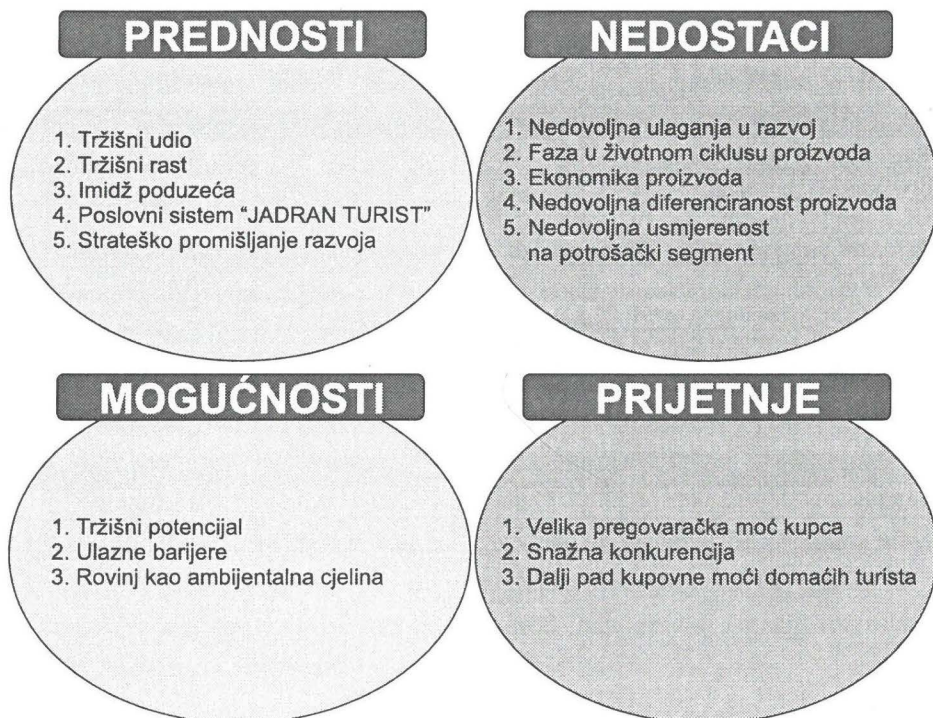 PREDNOSTI
1. Tržišni udio
2. Tržišni rast
3. Imidž poduzeća
4. Poslovni sistem “JADRAN TURIST”
5. Strateško promišljanje razvoja
NEDOSTACI
1. Nedovoljna ulaganja u razvoj
2. Faza u životnom ciklusu proizvoda
3. Ekonomika proizvoda
4. Nedovoljna diferenciranost proizvoda
5. Nedovoljna usmjerenost
na potrošački segment
MOGUĆNOSTI
1. Tržišni potencijal
2. Ulazne barijere
3. Rovinj kao ambijentalna cjelina
PRIJETNJE
1. Velika pregovaračka moć kupca
2. Snažna konkurencija
3. Dalji pad kupovne moći domaćih turista